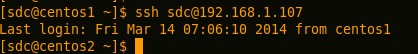 [sdc@centos1 ~]$ ssh sdc@192.168.1.107
Last login: Fri Mar 14 07:06:10 2014 from centos1
[sdc@centos2 ~]$